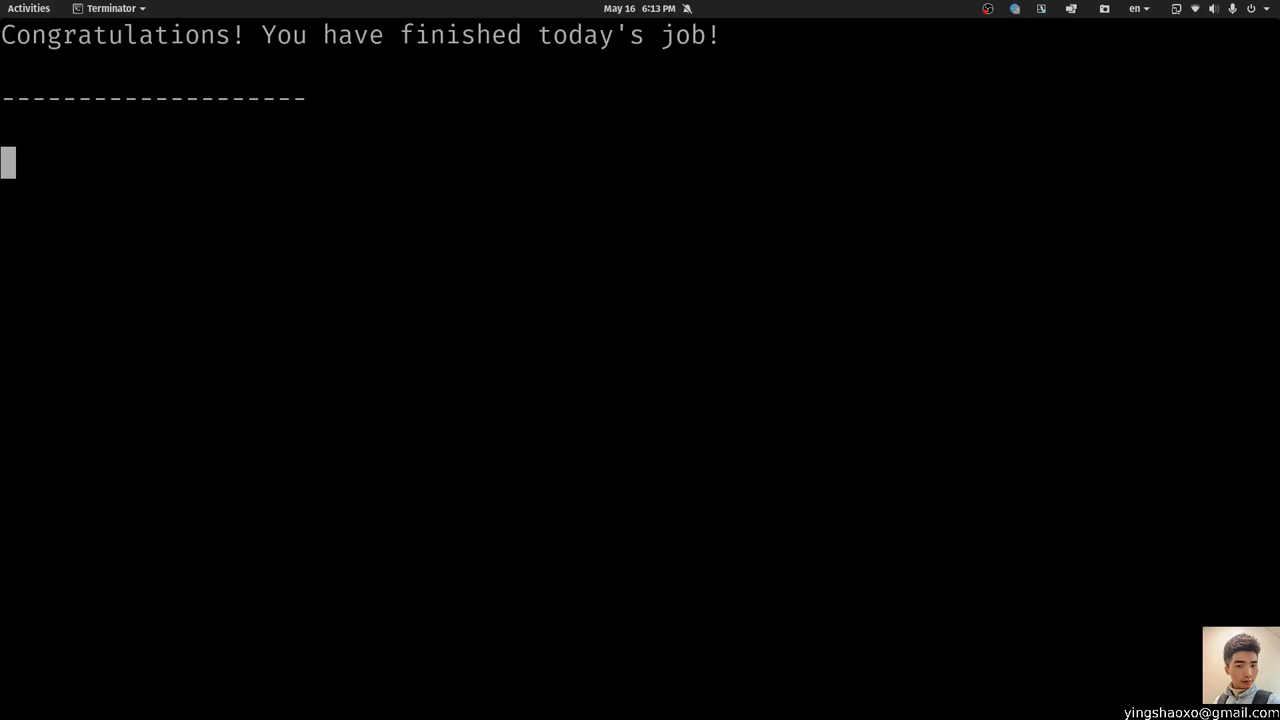 Activities Terminator May 16 6:13 PM en
Congratulations! You have finished today's job!
--------------------
yingshaoxo@gmail.com